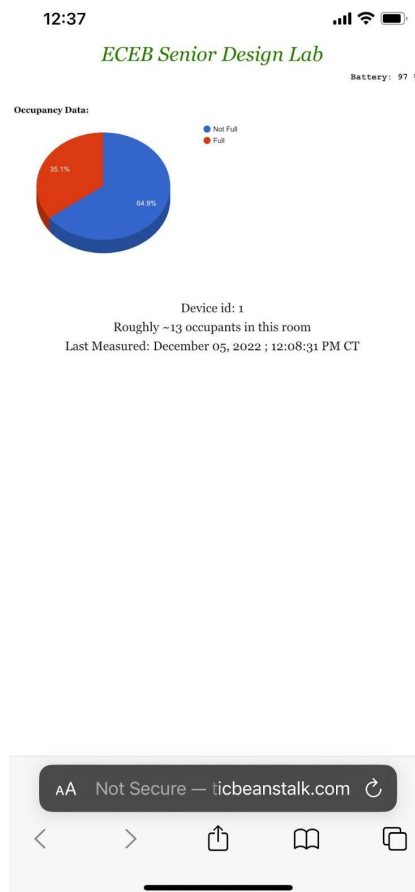 12:37
ECEB Senior Design Lab
Battery: 97
Occupancy Data:
Not Full
Full
35.1%
64.9%
Device id: 1
Roughly ~13 occupants in this room
Last Measured: December 05, 2022 ; 12:08:31 PM CT
AA Not Secure — ticbeanstalk.com